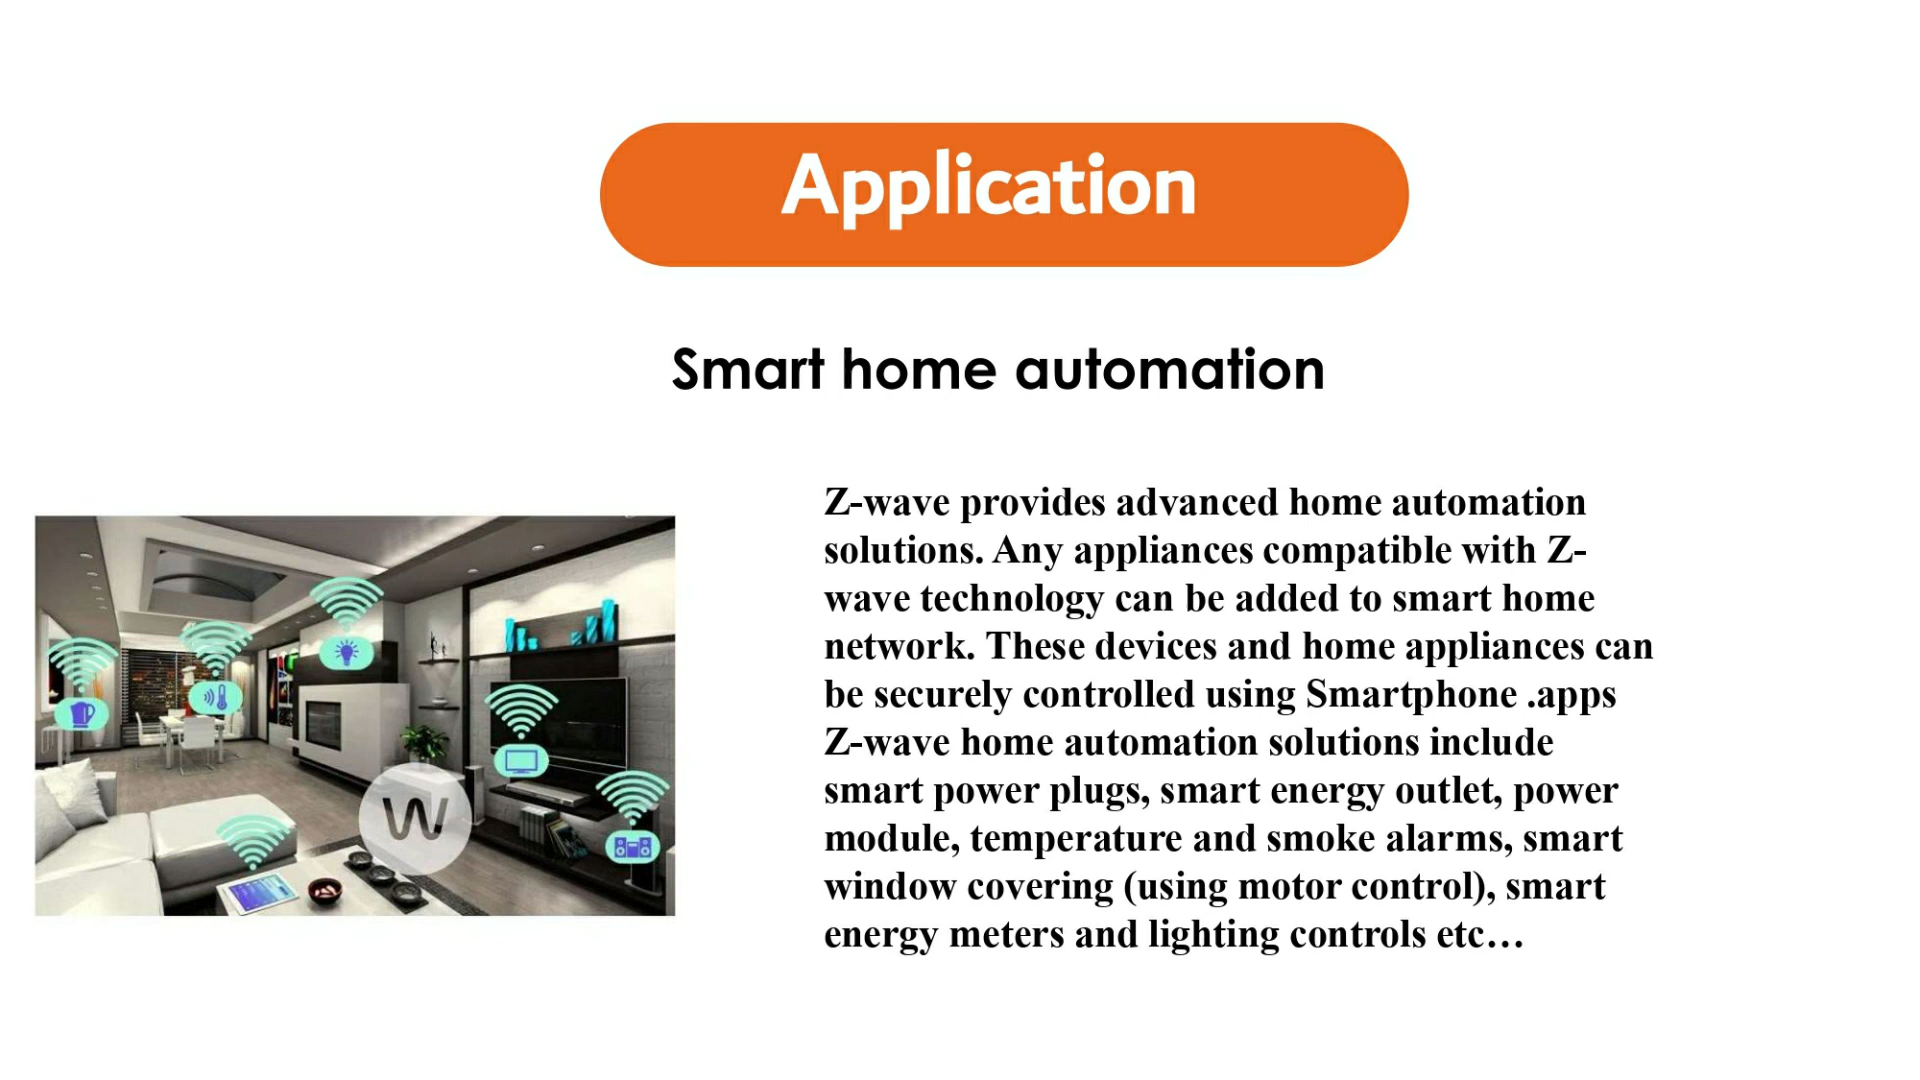 Application
Smart home automation
Z-wave provides advanced home automation
solutions. Any appliances compatible with Z-
wave technology can be added to smart home
network. These devices and home appliances can
be securely controlled using Smartphone .apps
Z-wave home automation solutions include
smart power plugs, smart energy outlet, power
module, temperature and smoke alarms, smart
window covering (using motor control), smart
energy meters and lighting controls etc…
W